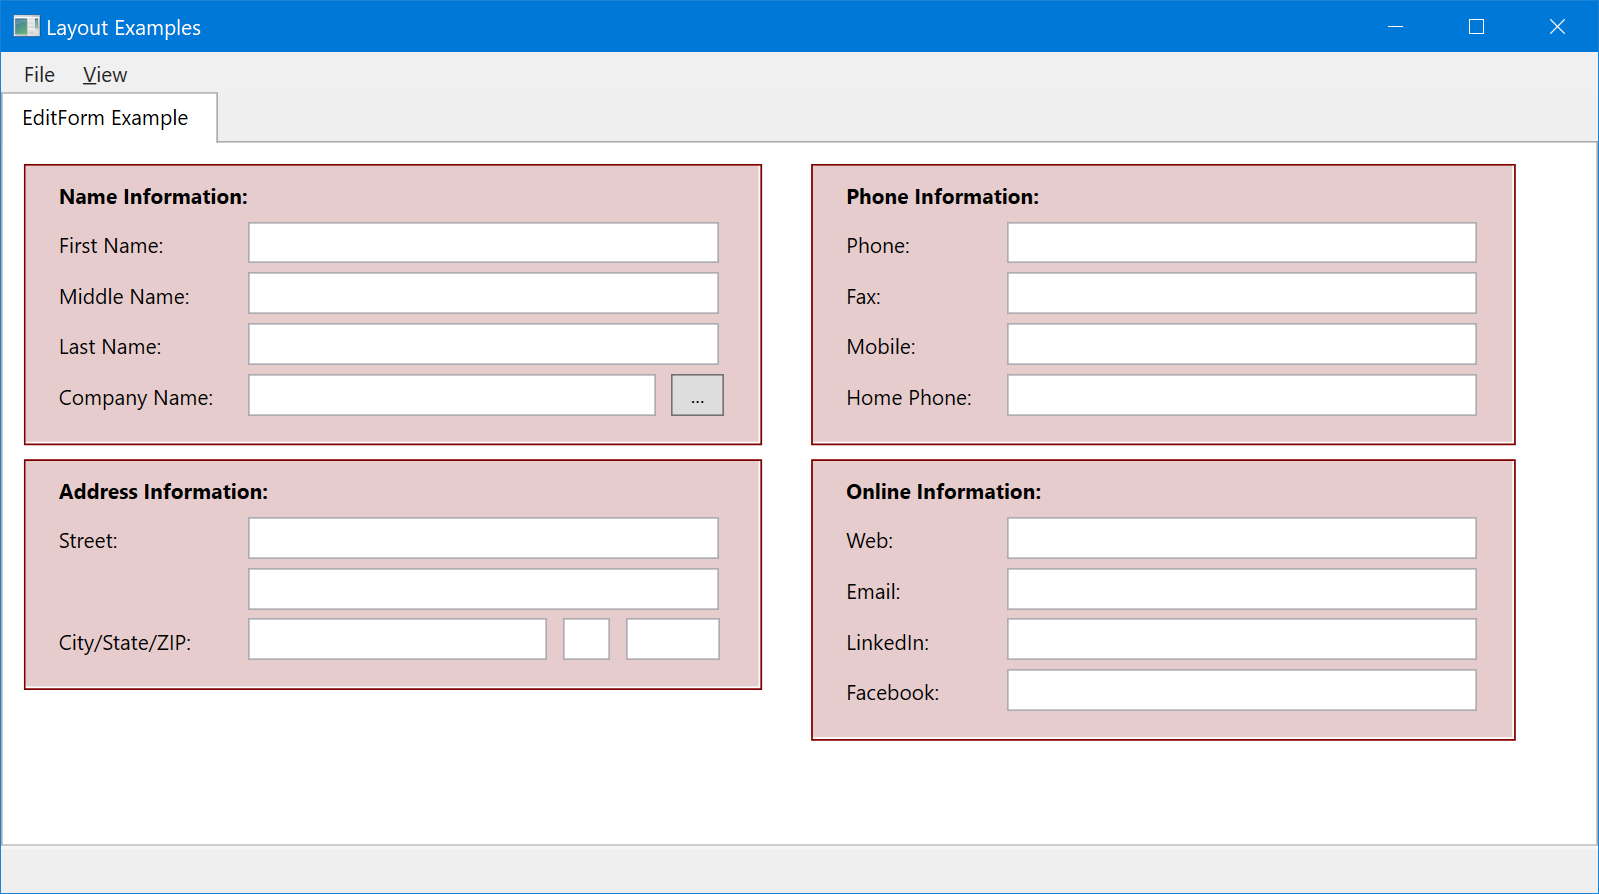 Layout Examples
File View
EditForm Example
Name Information:
First Name:
Middle Name:
Last Name:
Company Name:
...
Address Information:
Street:
City/State/ZIP:
Phone Information:
Phone:
Fax:
Mobile:
Home Phone:
Online Information:
Web:
Email:
LinkedIn:
Facebook: